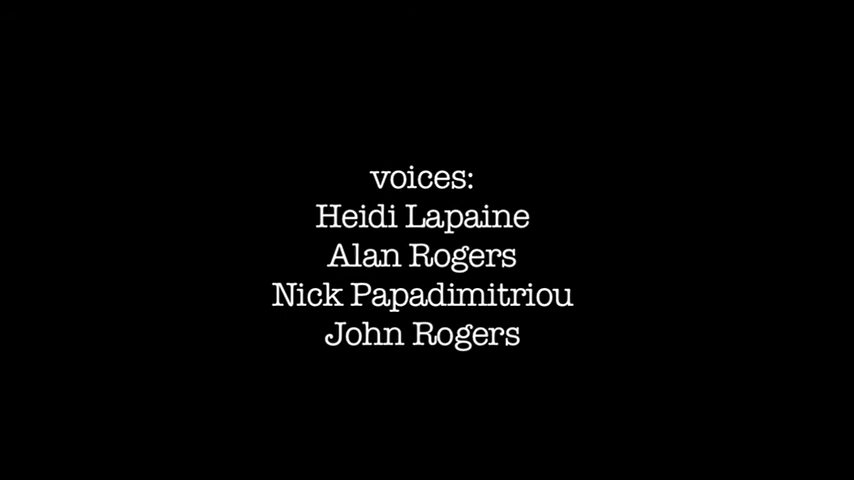 voices:
Heidi Lapaine
Alan Rogers
Nick Papadimitriou
John Rogers